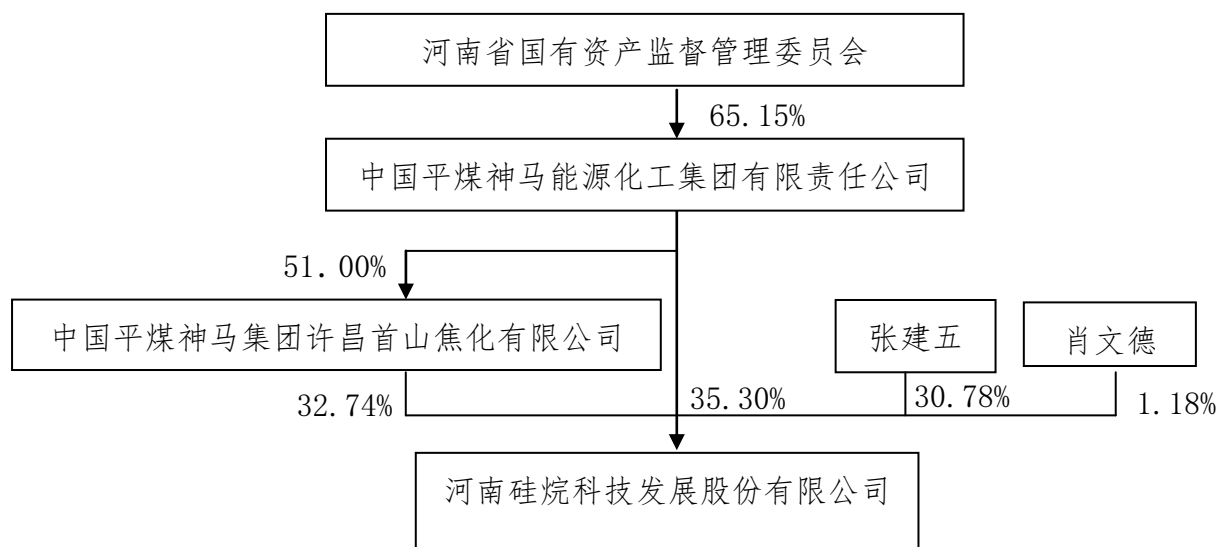 河南省国有资产监督管理委员会
65.15%
中国平煤神马能源化工集团有限责任公司
51.00%
中国平煤神马集团许昌首山焦化有限公司
张建五
肖文德
32.74%
35.30%
30.78%
1.18%
河南硅烷科技发展股份有限公司